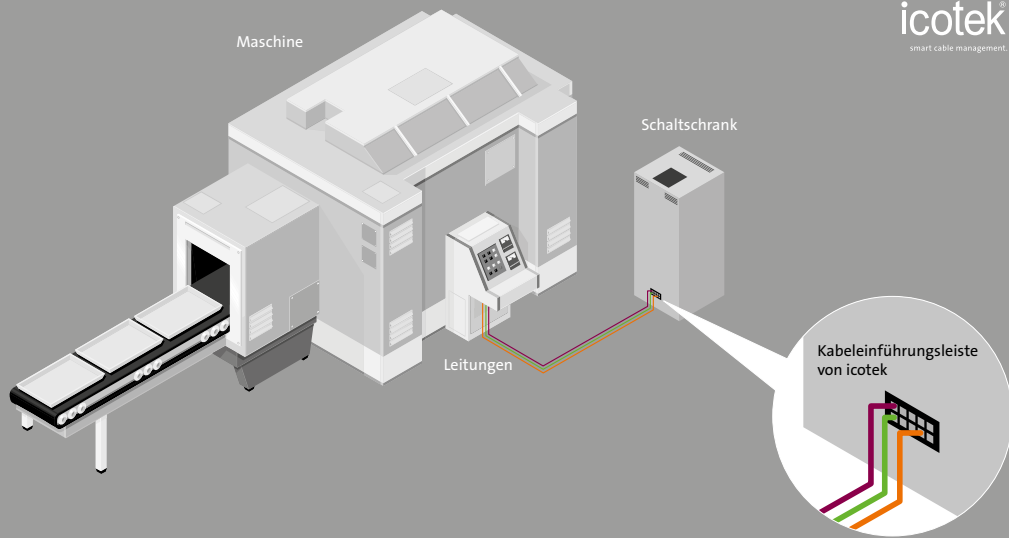 icotek®
smart cable management.
Maschine
Schaltschrank
Leitungen
Kabeleinführungsleiste
von icotek